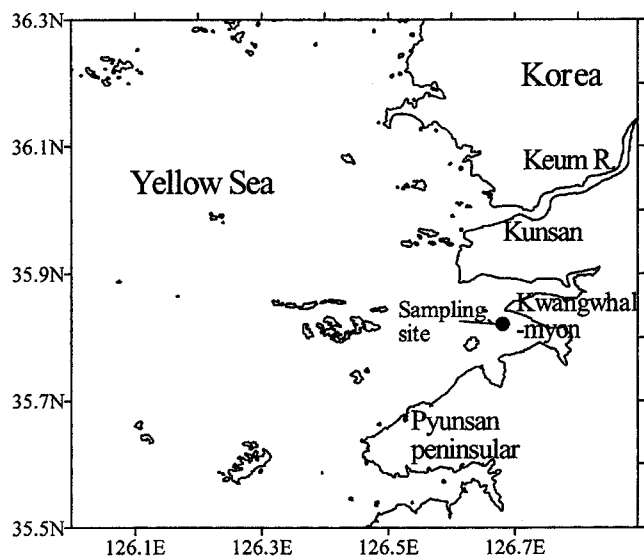 36.3N
Korea
36.1N
Keum R.
Yellow Sea
Kunsan
35.9N
Kwangwhal
Sampling
-myon
site
35.7N
Pyunsan
peninsular
35.5N
126.1E 126.3E 126.5E 126.7E